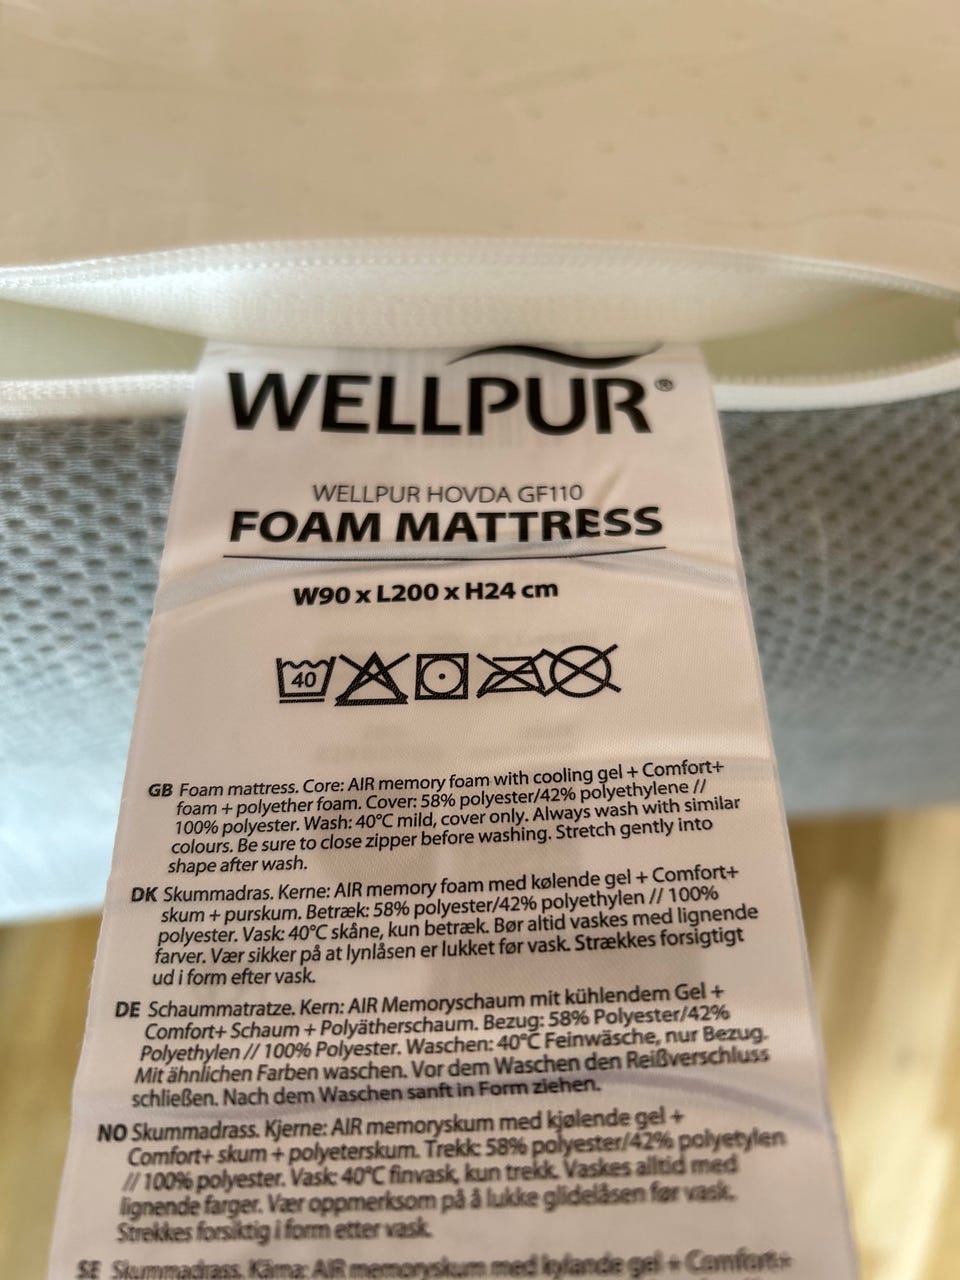 WELLPUR®
WELLPUR HOVDA GF110
FOAM MATTRESS
W90 x L200 x H24 cm
40
GB Foam mattress. Core: AIR memory foam with cooling gel + Comfort+
foam + polyether foam. Cover: 58% polyester/42% polyethylene //
100% polyester. Wash: 40°C mild, cover only. Always wash with similar
colours. Be sure to close zipper before washing. Stretch gently into
shape after wash.
DK Skummadras. Kerne: AIR memory foam med kølende gel + Comfort+
skum + purskum. Betræk: 58% polyester/42% polyethylen // 100%
polyester. Vask: 40°C skåne, kun betræk. Bør altid vaskes med lignende
farver. Vær sikker på at lynlåsen er lukket før vask. Strækkes forsigtigt
ud i form efter vask.
DE Schaummatratze. Kern: AIR Memoryschaum mit kühlendem Gel +
Comfort+ Schaum + Polyätherschaum. Bezug: 58% Polyester/42%
Polyethylen // 100% Polyester. Waschen: 40°C Feinwäsche, nur Bezug.
Mit ähnlichen Farben waschen. Vor dem Waschen den Reißverschluss
schließen. Nach dem Waschen sanft in Form ziehen.
NO Skummadrass. Kjerne: AIR memoryskum med kjølende gel +
Comfort+ skum + polyeterskum. Trekk: 58% polyester/42% polyetylen
// 100% polyester. Vask: 40°C finvask, kun trekk. Vaskes alltid med
lignende farger. Vær oppmerksom på å lukke glidelåsen før vask.
Strekkes forsiktig i form etter vask.
SE Skummadrass. Kärna: AIR memoryskum med kylande gel + Comfort+